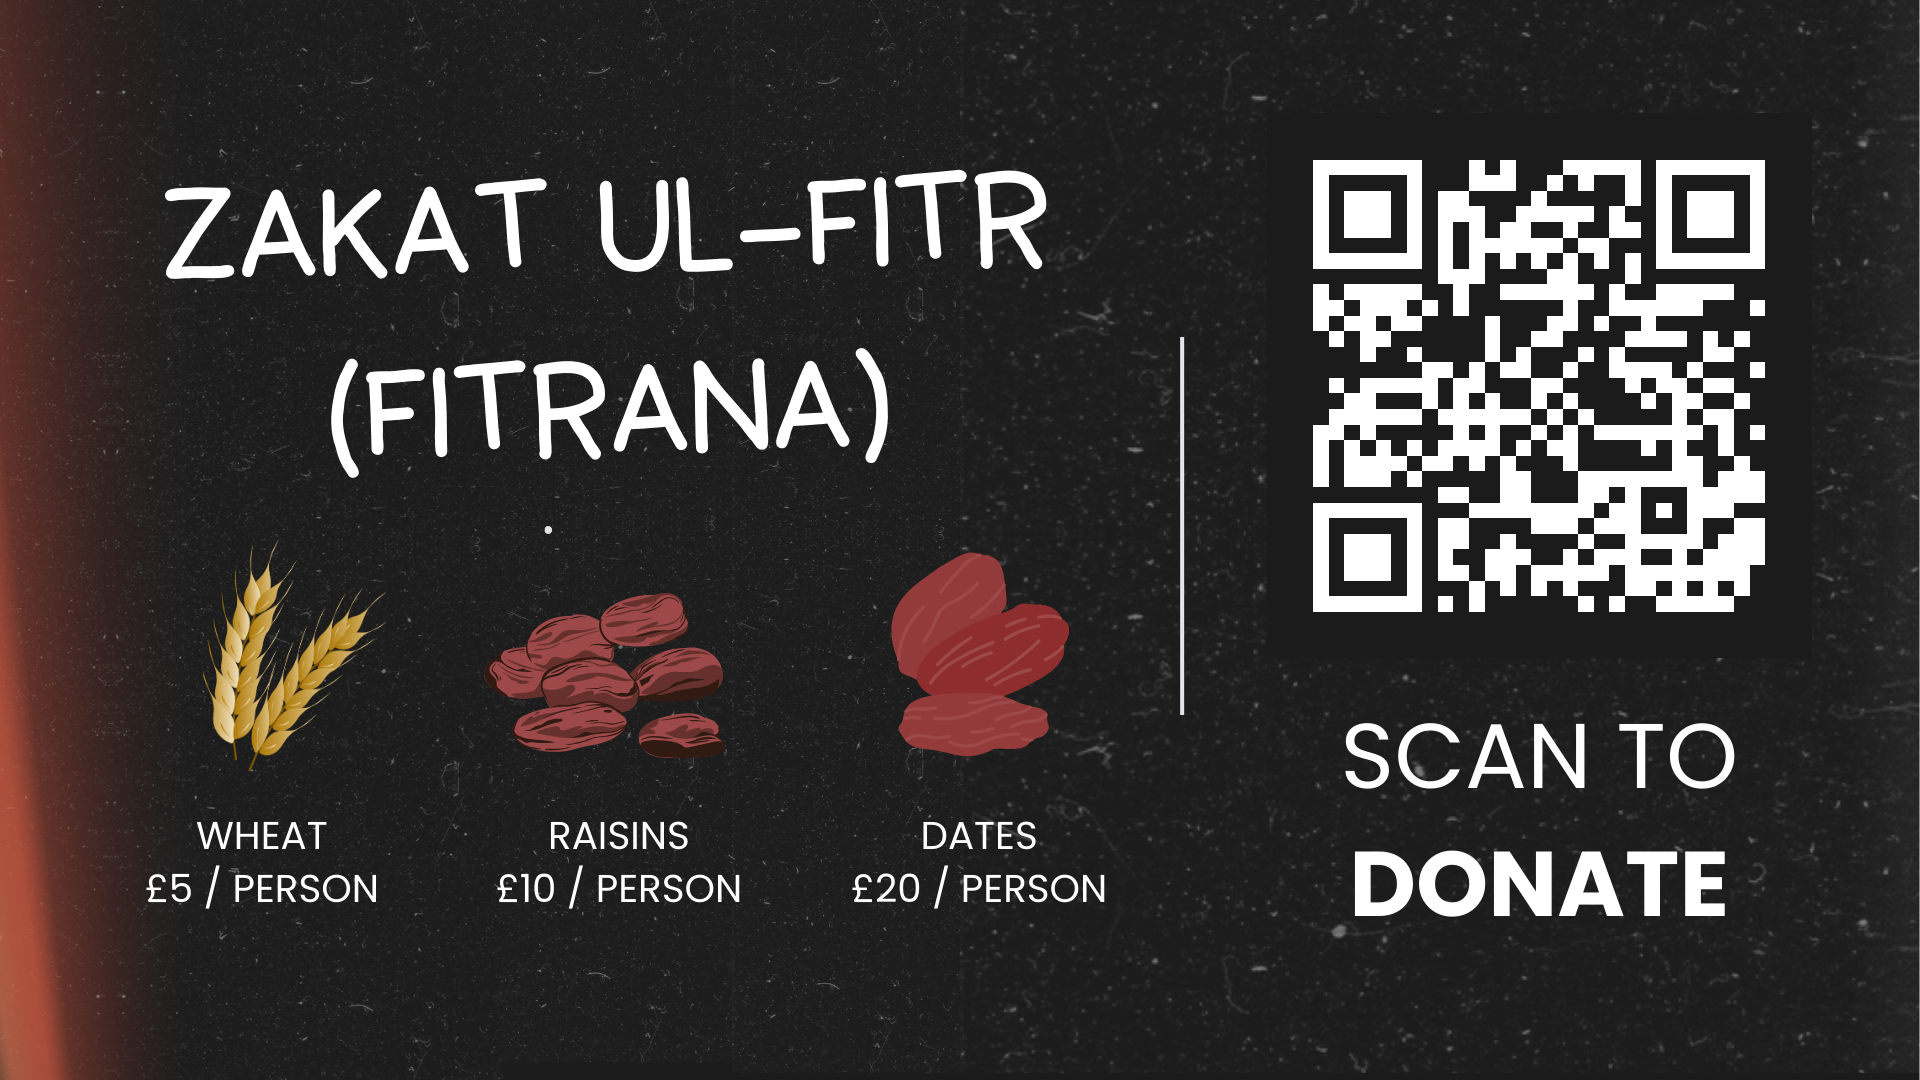 ZAKAT UL-FITR
(FITRANA)
WHEAT
£5 / PERSON
RAISINS
£10 / PERSON
DATES
£20 / PERSON
SCAN TO
DONATE